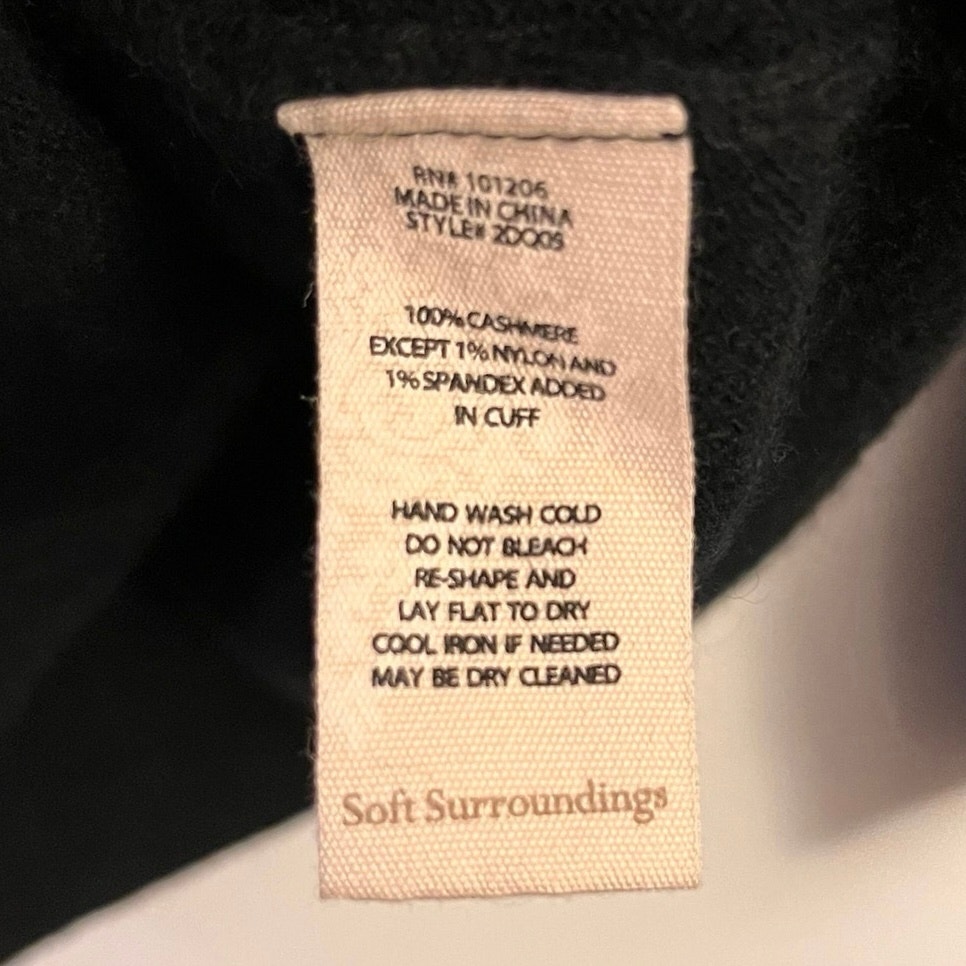 RN# 101206
MADE IN CHINA
STYLE# 2DO05
100% CASHMERE
EXCEPT 1% NYLON AND
1% SPANDEX ADDED
IN CUFF
HAND WASH COLD
DO NOT BLEACH
RE-SHAPE AND
LAY FLAT TO DRY
COOL IRON IF NEEDED
MAY BE DRY CLEANED
Soft Surroundings